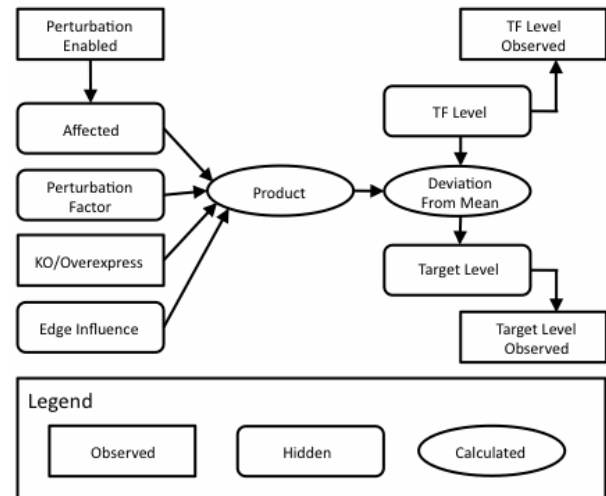 Perturbation
Enabled
TF Level
Observed
Affected
TF Level
Perturbation
Factor
Product
Deviation
From Mean
KO/Overexpress
Target Level
Edge Influence
Target Level
Observed
Legend
Observed
Hidden
Calculated